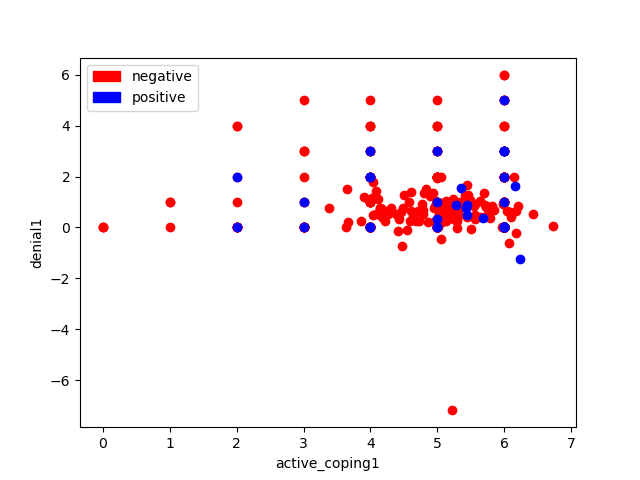 negative
positive
6
4
2
0
−2
−4
−6
denial1
0 1 2 3 4 5 6 7
active_coping1